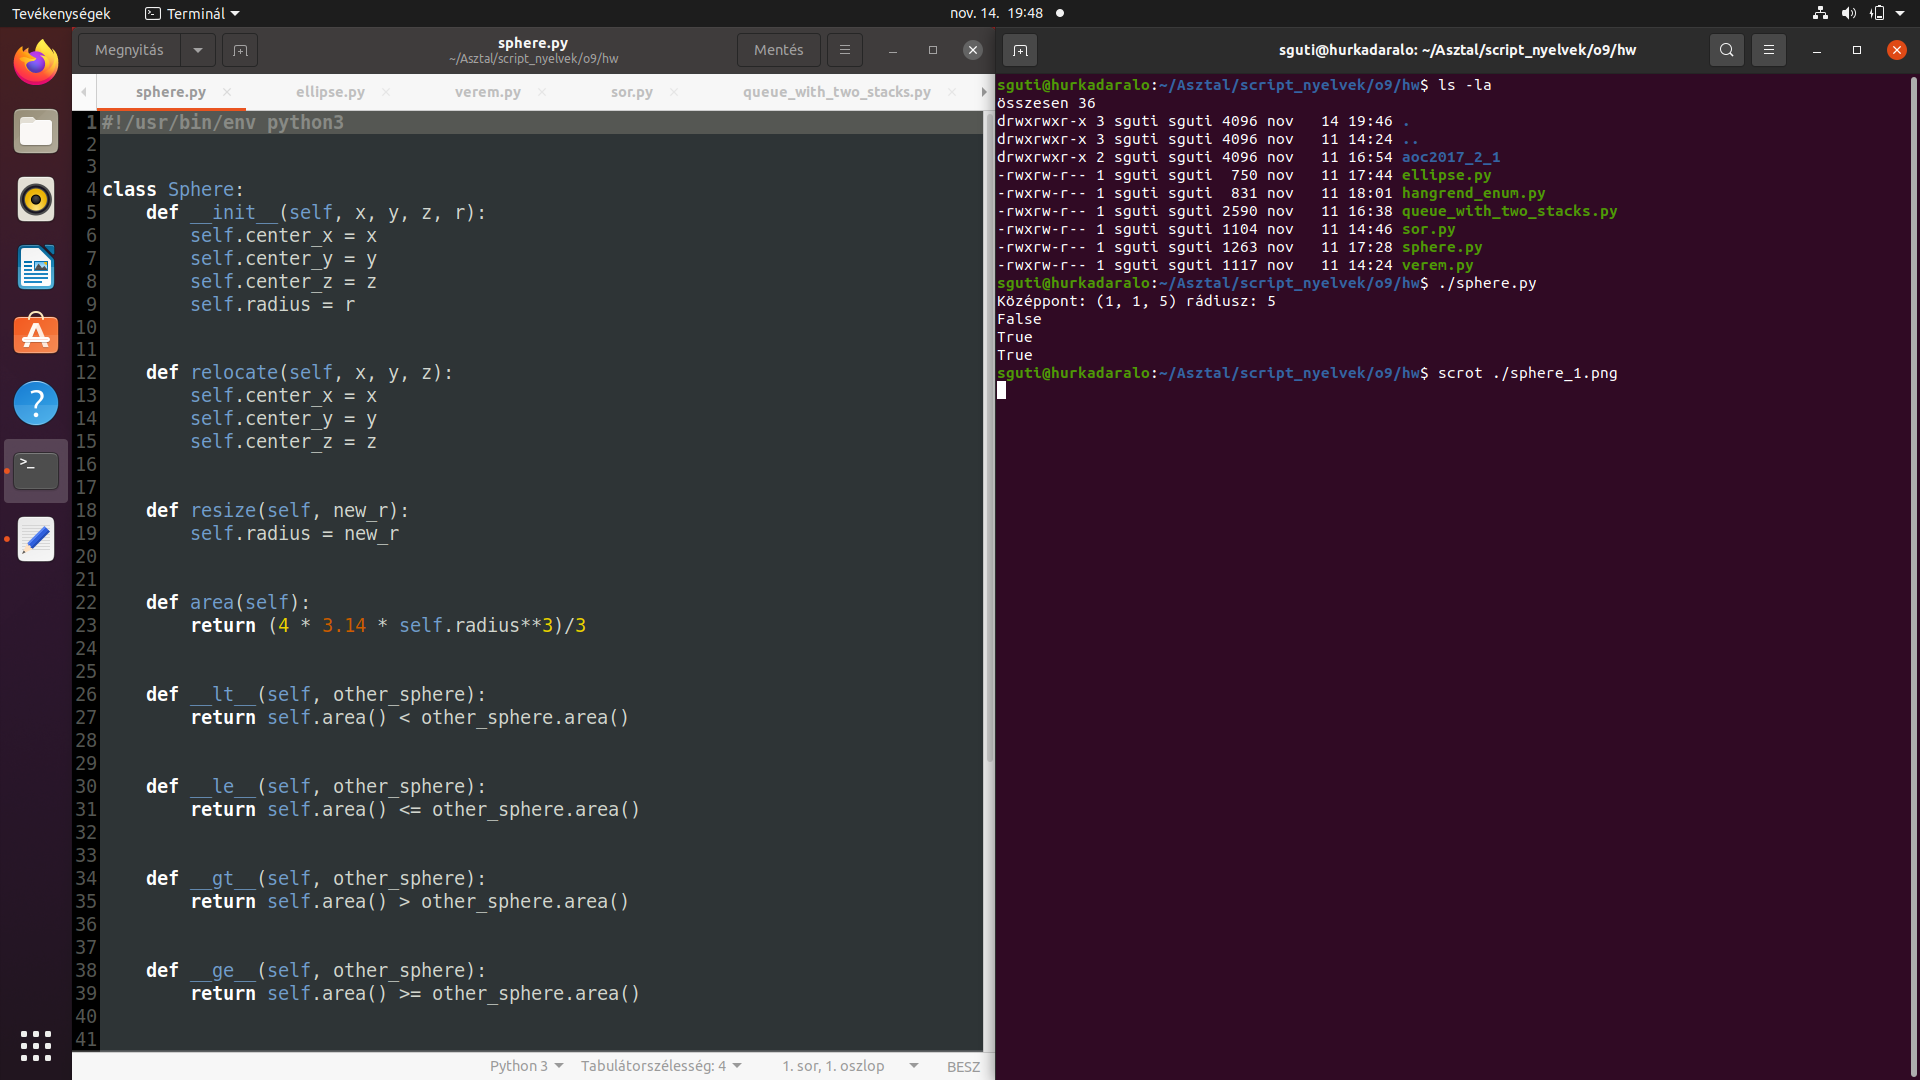 Tevékenységek
Terminál
nov. 14. 19:48
Megnyitás
sphere.py
~/Asztal/script_nyelvek/o9/hw
Mentés
sphere.py
ellipse.py
verem.py
sor.py
queue_with_two_stacks.py
1 #!/usr/bin/env python3
2
3
4 class Sphere:
5     def __init__(self, x, y, z, r):
6         self.center_x = x
7         self.center_y = y
8         self.center_z = z
9         self.radius = r
10
11
12     def relocate(self, x, y, z):
13         self.center_x = x
14         self.center_y = y
15         self.center_z = z
16
17
18     def resize(self, new_r):
19         self.radius = new_r
20
21
22     def area(self):
23         return (4 * 3.14 * self.radius**3)/3
24
25
26     def __lt__(self, other_sphere):
27         return self.area() < other_sphere.area()
28
29
30     def __le__(self, other_sphere):
31         return self.area() <= other_sphere.area()
32
33
34     def __gt__(self, other_sphere):
35         return self.area() > other_sphere.area()
36
37
38     def __ge__(self, other_sphere):
39         return self.area() >= other_sphere.area()
40
41
Python 3
Tabulátorszélesség: 4
1. sor, 1. oszlop
BESZ
sguti@hurkadaralo: ~/Asztal/script_nyelvek/o9/hw
sguti@hurkadaralo:~/Asztal/script_nyelvek/o9/hw$ ls -la
összesen 36
drwxrwxr-x 3 sguti sguti 4096 nov   14 19:46 .
drwxrwxr-x 3 sguti sguti 4096 nov   11 14:24 ..
drwxrwxr-x 2 sguti sguti 4096 nov   11 16:54 aoc2017_2_1
-rwxrw-r-- 1 sguti sguti  750 nov   11 17:44 ellipse.py
-rwxrw-r-- 1 sguti sguti  831 nov   11 18:01 hangrend_enum.py
-rwxrw-r-- 1 sguti sguti 2590 nov   11 16:38 queue_with_two_stacks.py
-rwxrw-r-- 1 sguti sguti 1104 nov   11 14:46 sor.py
-rwxrw-r-- 1 sguti sguti 1263 nov   11 17:28 sphere.py
-rwxrw-r-- 1 sguti sguti 1117 nov   11 14:24 verem.py
sguti@hurkadaralo:~/Asztal/script_nyelvek/o9/hw$ ./sphere.py
Középpont: (1, 1, 5) rádiusz: 5
False
True
True
sguti@hurkadaralo:~/Asztal/script_nyelvek/o9/hw$ scrot ./sphere_1.png